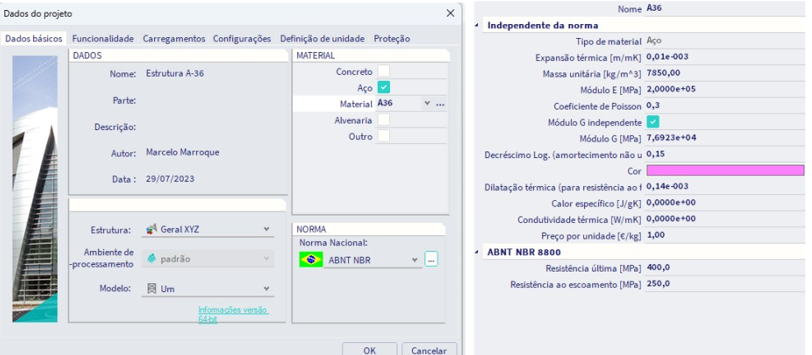 Dados do projeto
Dados básicos Funcionalidade Carregamentos Configurações Definição de unidade Proteção
DADOS
Nome: Estrutura A-36
Parte:
Descrição:
Autor: Marcelo Marroque
Data : 29/07/2023
MATERIAL
Concreto
Aço
Material A36 ...
Alvenaria
Outro
Estrutura: Geral XYZ
Ambiente de
-processamento padrão
Modelo: Um
Informações versão
64-bit
NORMA
Norma Nacional:
ABNT NBR ...
OK Cancelar
Nome A36
Independente da norma
Tipo de material Aço
Expansão térmica [m/mK] 0,01e-003
Massa unitária [kg/m^3] 7850,00
Módulo E [MPa] 2,0000e+05
Coeficiente de Poisson 0,3
Módulo G independente
Módulo G [MPa] 7,6923e+04
Decréscimo Log. (amortecimento não u 0,15
Cor
Dilatação térmica (para resistência ao f 0,14e-003
Calor específico [J/gK] 0,0000e+00
Condutividade térmica [W/mK] 0,0000e+00
Preço por unidade [€/kg] 1,00
ABNT NBR 8800
Resistência última [MPa] 400,0
Resistência ao escoamento [MPa] 250,0